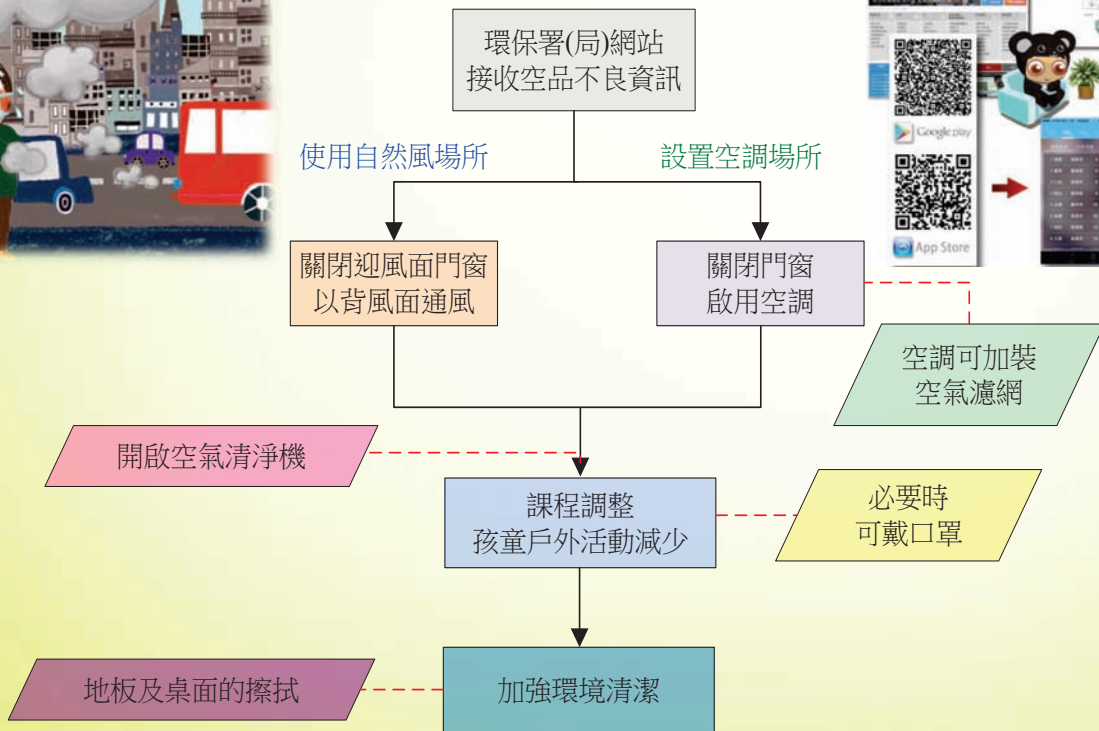 環保署(局)網站
接收空品不良資訊
使用自然風場所
設置空調場所
Google play
App Store
關閉迎風面門窗
以背風面通風
關閉門窗
啟用空調
空調可加裝
空氣濾網
開啟空氣清淨機
課程調整
孩童戶外活動減少
必要時
可戴口罩
地板及桌面的擦拭
加強環境清潔